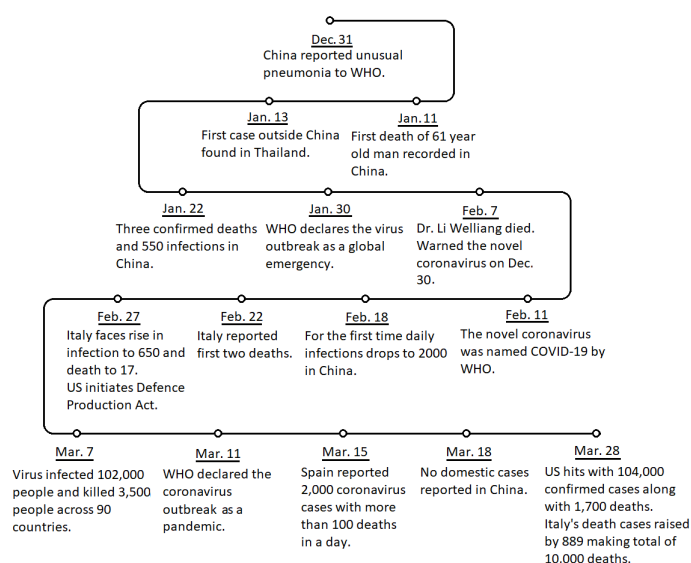 Dec. 31
China reported unusual
pneumonia to WHO.
Jan. 11
First death of 61 year
old man recorded in
China.
Jan. 13
First case outside China
found in Thailand.
Jan. 22
Three confirmed deaths
and 550 infections in
China.
Jan. 30
WHO declares the virus
outbreak as a global
emergency.
Feb. 7
Dr. Li Welliang died.
Warned the novel
coronavirus on Dec.
30.
Feb. 11
The novel coronavirus
was named COVID-19 by
WHO.
Feb. 18
For the first time daily
infections drops to 2000
in China.
Feb. 22
Italy reported
first two deaths.
Feb. 27
Italy faces rise in
infection to 650 and
death to 17.
US initiates Defence
Production Act.
Mar. 7
Virus infected 102,000
people and killed 3,500
people across 90
countries.
Mar. 11
WHO declared the
coronavirus
outbreak as a
pandemic.
Mar. 15
Spain reported
2,000 coronavirus
cases with more
than 100 deaths
in a day.
Mar. 18
No domestic cases
reported in China.
Mar. 28
US hits with 104,000
confirmed cases along
with 1,700 deaths.
Italy's death cases raised
by 889 making total of
10,000 deaths.